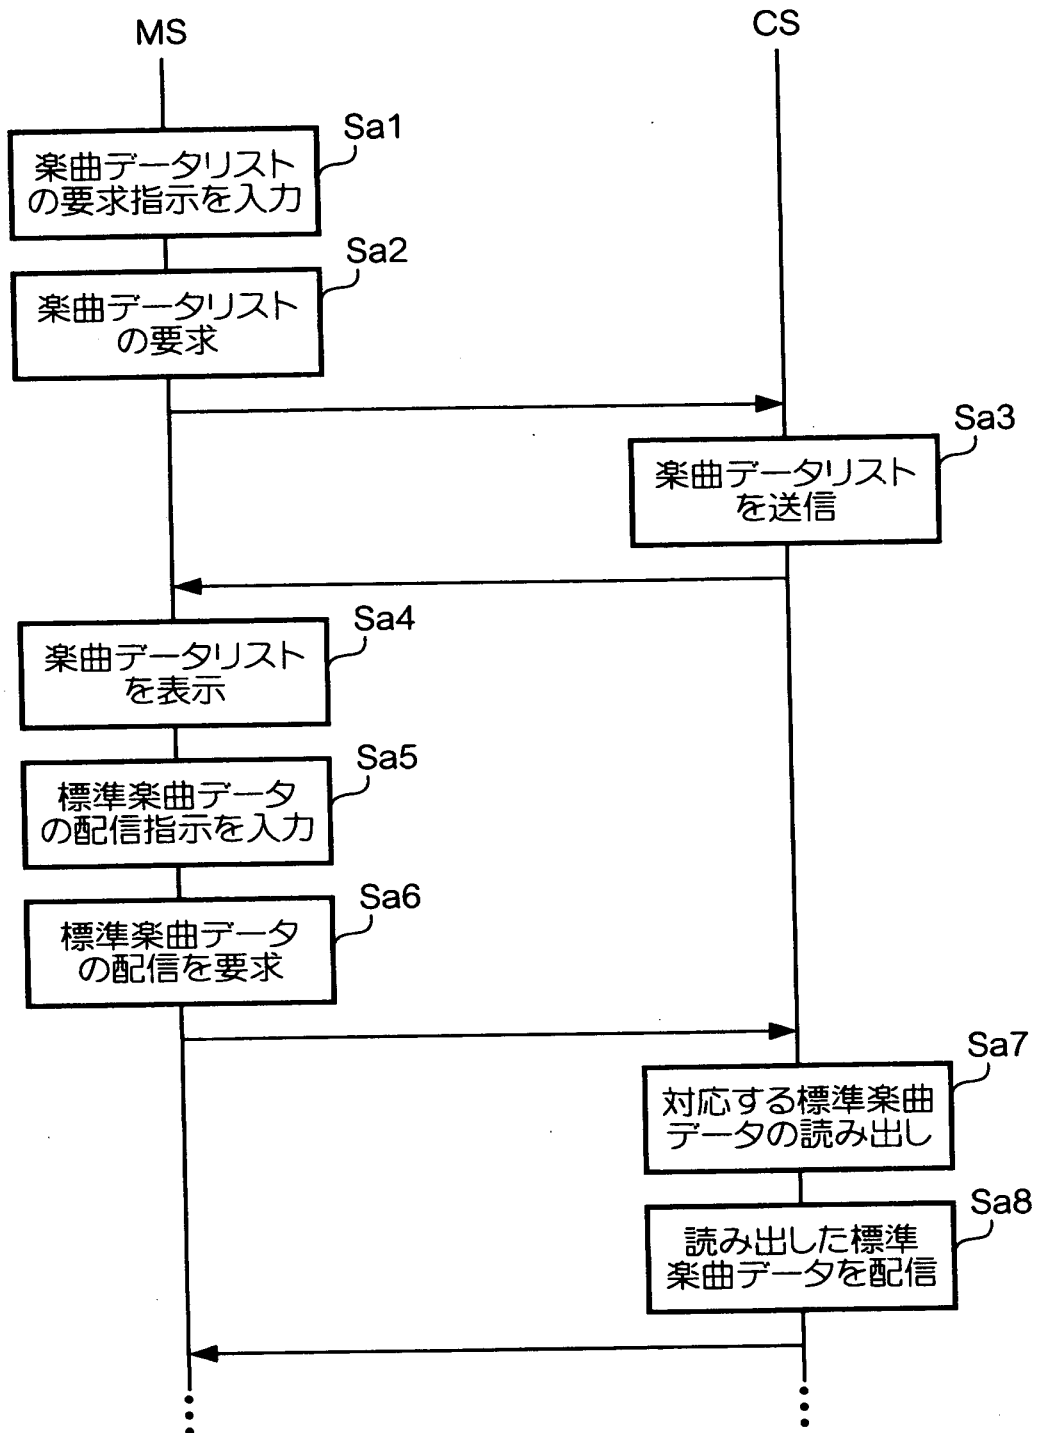 MS
CS
Sa1
楽曲データリスト
の要求指示を入力
Sa2
楽曲データリスト
の要求
Sa3
楽曲データリスト
を送信
Sa4
楽曲データリスト
を表示
Sa5
標準楽曲データ
の配信指示を入力
Sa6
標準楽曲データ
の配信を要求
Sa7
対応する標準楽曲
データの読み出し
Sa8
読み出した標準
楽曲データを配信